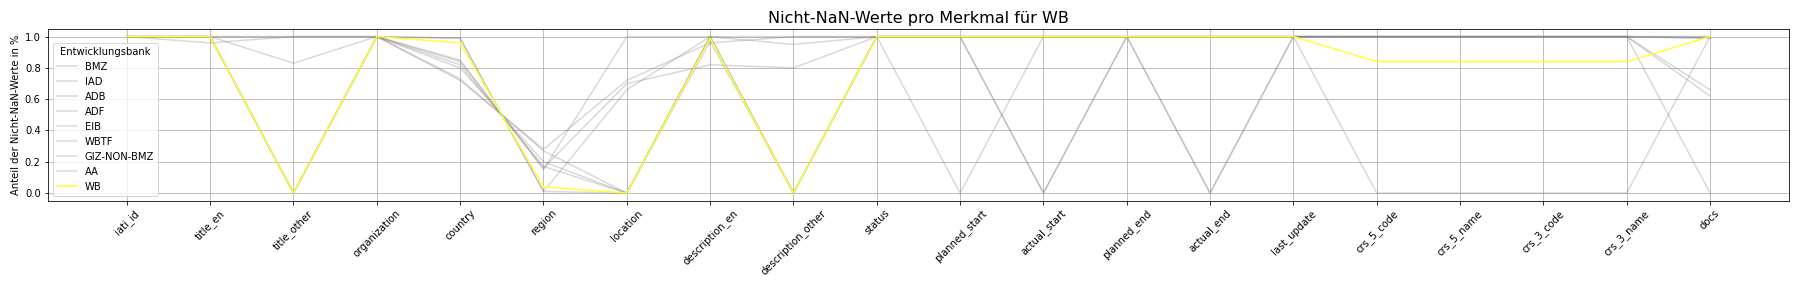 Nicht-NaN-Werte pro Merkmal für WB
Anteil der Nicht-NaN-Werte in %
1.0
0.8
0.6
0.4
0.2
0.0
Entwicklungsbank
BMZ
IAD
ADB
ADF
EIB
WBTF
GIZ-NON-BMZ
AA
WB
iati_id
title_en
title_other
organization
country
region
location
description_en
description_other
status
planned_start
actual_start
planned_end
actual_end
last_update
crs_5_code
crs_5_name
crs_3_code
crs_3_name
docs